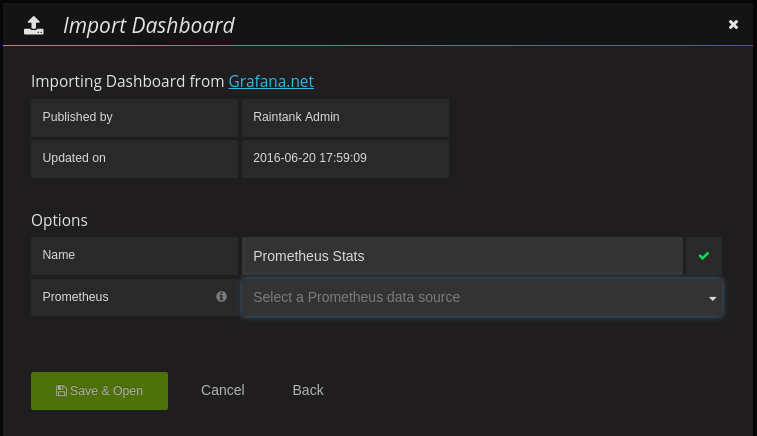 Import Dashboard
Importing Dashboard from Grafana.net
Published by Raintank Admin
Updated on 2016-06-20 17:59:09
Options
Name Prometheus Stats
Prometheus Select a Prometheus data source
Save & Open Cancel Back